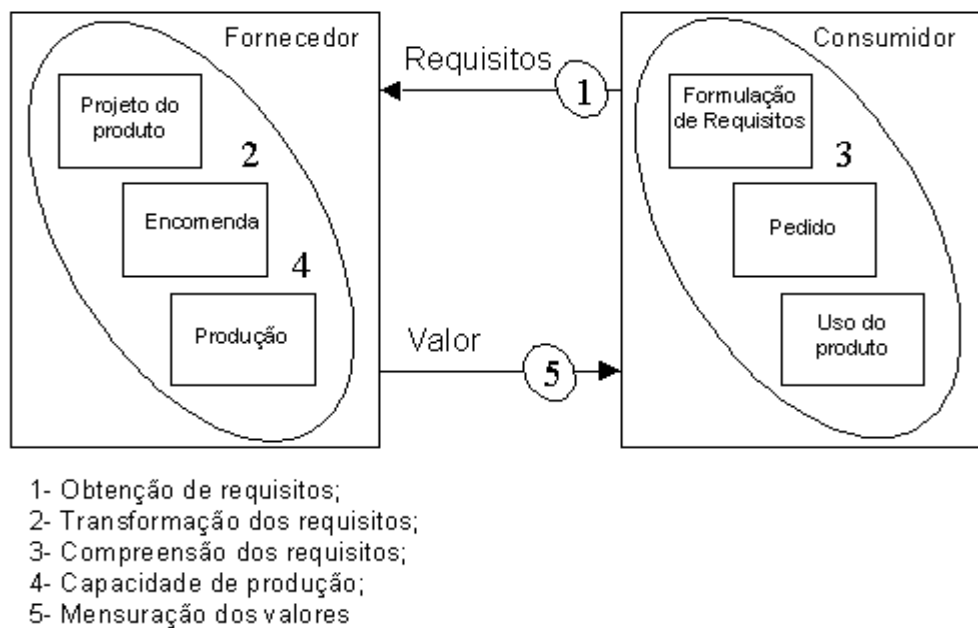 Fornecedor
Projeto do
produto
2
Encomenda
4
Produção
Requisitos
1
Valor
5
Consumidor
Formulação
de Requisitos
3
Pedido
Uso do
produto
1- Obtenção de requisitos;
2- Transformação dos requisitos;
3- Compreensão dos requisitos;
4- Capacidade de produção;
5- Mensuração dos valores